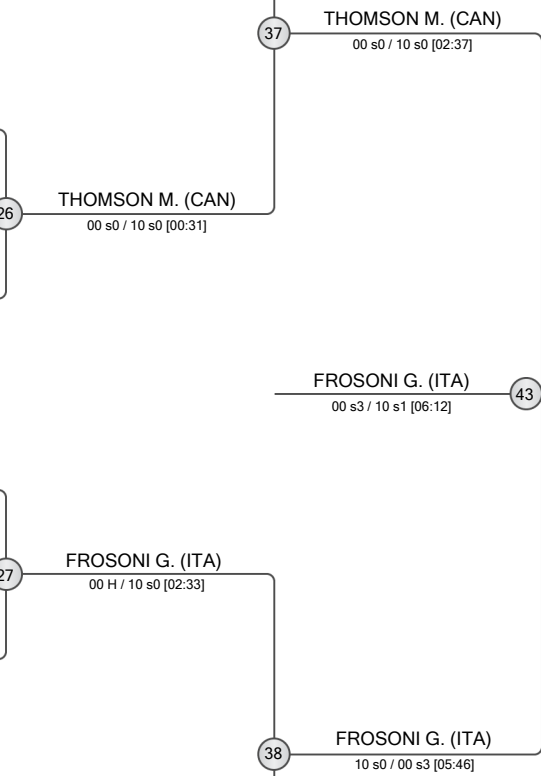 37
THOMSON M. (CAN)
00 s0 / 10 s0 [02:37]
26
THOMSON M. (CAN)
00 s0 / 10 s0 [00:31]
FROSONI G. (ITA)
00 s3 / 10 s1 [06:12]
43
27
FROSONI G. (ITA)
00 H / 10 s0 [02:33]
38
FROSONI G. (ITA)
10 s0 / 00 s3 [05:46]